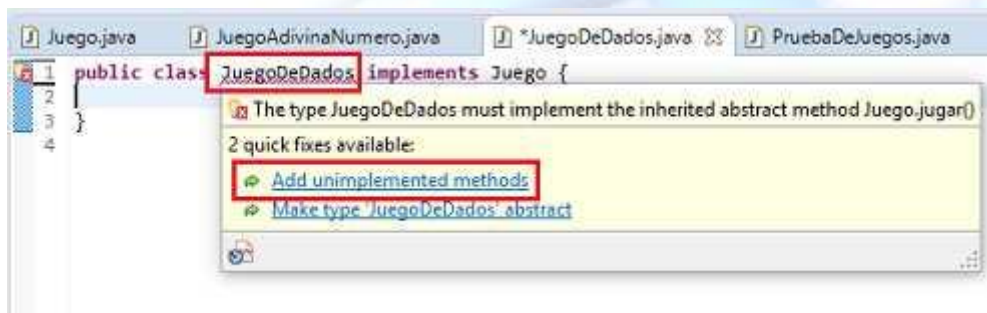 Juego.java JuegoAdivinaNumero.java *JuegoDeDados.java PruebaDeJuegos.java
1 public class JuegoDeDados implements Juego {
2
The type JuegoDeDados must implement the inherited abstract method Juego.jugar()
3 }
4
2 quick fixes available:
Add unimplemented methods
Make type 'JuegoDeDados' abstract